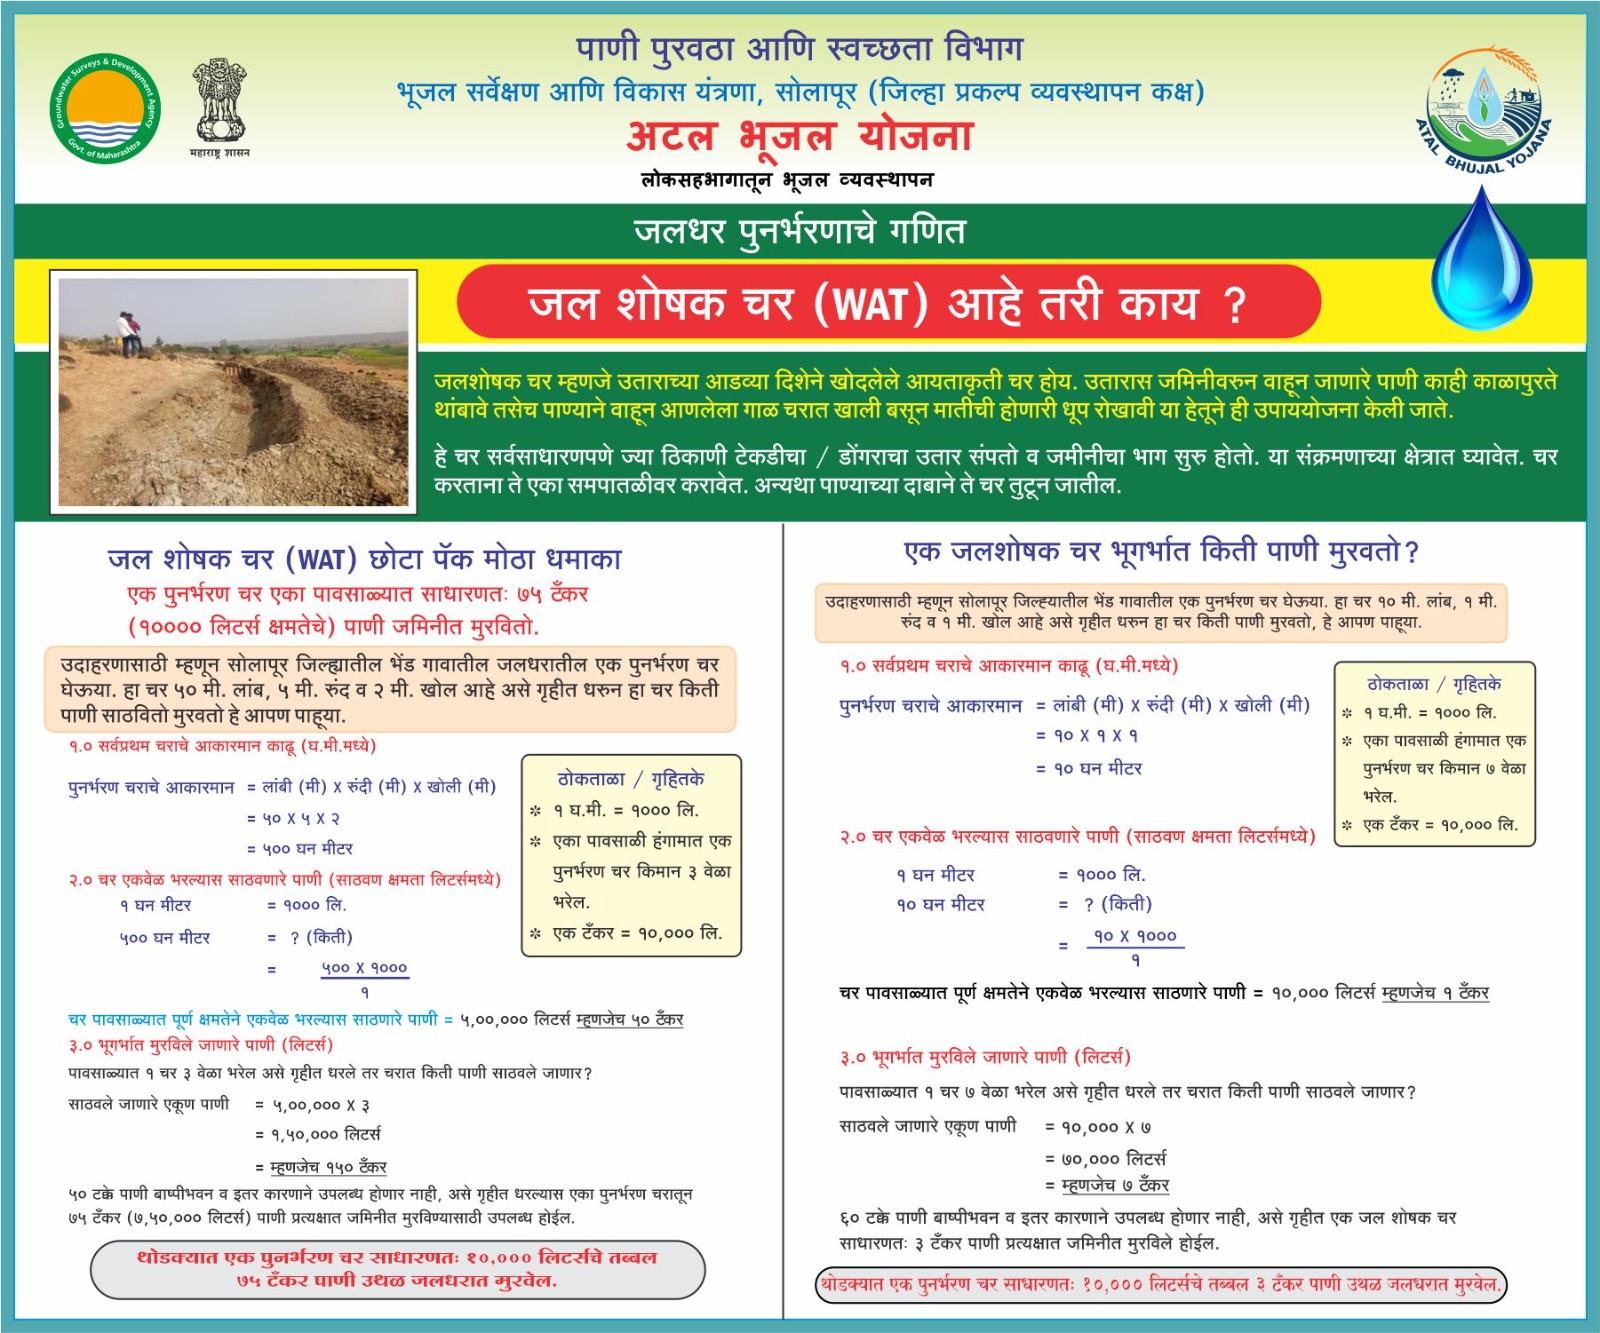 पाणी पुरवठा आणि स्वच्छता विभाग
भूजल सर्वेक्षण आणि विकास यंत्रणा, सोलापूर (जिल्हा प्रकल्प व्यवस्थापन कक्ष)
अटल भूजल योजना
लोकसहभागातून भूजल व्यवस्थापन
Groundwater Surveys & Development Agency
Govt. of Maharashtra
महाराष्ट्र शासन
ATAL BHUJAL YOJANA
जलधर पुनर्भरणाचे गणित
जल शोषक चर (WAT) आहे तरी काय ?
जलशोषक चर म्हणजे उताराच्या आडव्या दिशेने खोदलेले आयताकृती चर होय. उतारास जमिनीवरुन वाहून जाणारे पाणी काही काळापुरते
थांबावे तसेच पाण्याने वाहून आणलेला गाळ चरात खाली बसून मातीची होणारी धूप रोखावी या हेतूने ही उपाययोजना केली जाते.
हे चर सर्वसाधारणपणे ज्या ठिकाणी टेकडीचा / डोंगराचा उतार संपतो व जमीनीचा भाग सुरु होतो. या संक्रमणाच्या क्षेत्रात घ्यावेत. चर
करताना ते एका समपातळीवर करावेत. अन्यथा पाण्याच्या दाबाने ते चर तुटून जातील.
जल शोषक चर (WAT) छोटा पॅक मोठा धमाका
एक पुनर्भरण चर एका पावसाळ्यात साधारणतः ७५ टँकर
(१०००० लिटर्स क्षमतेचे) पाणी जमिनीत मुरवितो.
उदाहरणासाठी म्हणून सोलापूर जिल्ह्यातील भेंड गावातील जलधरातील एक पुनर्भरण चर
घेऊया. हा चर ५० मी. लांब, ५ मी. रुंद व २ मी. खोल आहे असे गृहीत धरुन हा चर किती
पाणी साठवितो मुरवतो हे आपण पाहूया.
१.० सर्वप्रथम चराचे आकारमान काढू (घ.मी.मध्ये)
पुनर्भरण चराचे आकारमान = लांबी (मी) X रुंदी (मी) X खोली (मी)
= ५० X ५ X २
= ५०० घन मीटर
२.० चर एकवेळ भरल्यास साठवणारे पाणी (साठवण क्षमता लिटर्समध्ये)
१ घन मीटर = १००० लि.
५०० घन मीटर = ? (किती)
= ५०० X १०००
१
ठोकताळा / गृहितके
✻ १ घ.मी. = १००० लि.
✻ एका पावसाळी हंगामात एक
पुनर्भरण चर किमान ३ वेळा
भरेल.
✻ एक टँकर = १०,००० लि.
चर पावसाळ्यात पूर्ण क्षमतेने एकवेळ भरल्यास साठणारे पाणी = ५,००,००० लिटर्स म्हणजेच ५० टँकर
३.० भूगर्भात मुरविले जाणारे पाणी (लिटर्स)
पावसाळ्यात १ चर ३ वेळा भरेल असे गृहीत धरले तर चरात किती पाणी साठवले जाणार?
साठवले जाणारे एकूण पाणी = ५,००,००० X ३
= १,५०,००० लिटर्स
= म्हणजेच १५० टँकर
५० टक्के पाणी बाष्पीभवन व इतर कारणाने उपलब्ध होणार नाही, असे गृहीत धरल्यास एका पुनर्भरण चरातून
७५ टँकर (७,५०,००० लिटर्स) पाणी प्रत्यक्षात जमिनीत मुरविण्यासाठी उपलब्ध होईल.
थोडक्यात एक पुनर्भरण चर साधारणतः १०,००० लिटर्सचे तब्बल
७५ टँकर पाणी उथळ जलधरात मुरवेल.
एक जलशोषक चर भूगर्भात किती पाणी मुरवतो?
उदाहरणासाठी म्हणून सोलापूर जिल्ह्यातील भेंड गावातील एक पुनर्भरण चर घेऊया. हा चर १० मी. लांब, १ मी.
रुंद व १ मी. खोल आहे असे गृहीत धरुन हा चर किती पाणी मुरवतो, हे आपण पाहूया.
१.० सर्वप्रथम चराचे आकारमान काढू (घ.मी.मध्ये)
पुनर्भरण चराचे आकारमान = लांबी (मी) X रुंदी (मी) X खोली (मी)
= १० X १ X १
= १० घन मीटर
ठोकताळा / गृहितके
✻ १ घ.मी. = १००० लि.
✻ एका पावसाळी हंगामात एक
पुनर्भरण चर किमान ७ वेळा
भरेल.
✻ एक टँकर = १०,००० लि.
२.० चर एकवेळ भरल्यास साठवणारे पाणी (साठवण क्षमता लिटर्समध्ये)
१ घन मीटर = १००० लि.
१० घन मीटर = ? (किती)
= १० X १०००
१
चर पावसाळ्यात पूर्ण क्षमतेने एकवेळ भरल्यास साठणारे पाणी = १०,००० लिटर्स म्हणजेच १ टँकर
३.० भूगर्भात मुरविले जाणारे पाणी (लिटर्स)
पावसाळ्यात १ चर ७ वेळा भरेल असे गृहीत धरले तर चरात किती पाणी साठवले जाणार?
साठवले जाणारे एकूण पाणी = १०,००० X ७
= ७०,००० लिटर्स
= म्हणजेच ७ टँकर
६० टक्के पाणी बाष्पीभवन व इतर कारणाने उपलब्ध होणार नाही, असे गृहीत एक जल शोषक चर
साधारणतः ३ टँकर पाणी प्रत्यक्षात जमिनीत मुरविले होईल.
थोडक्यात एक पुनर्भरण चर साधारणतः १०,००० लिटर्सचे तब्बल ३ टँकर पाणी उथळ जलधरात मुरवेल.